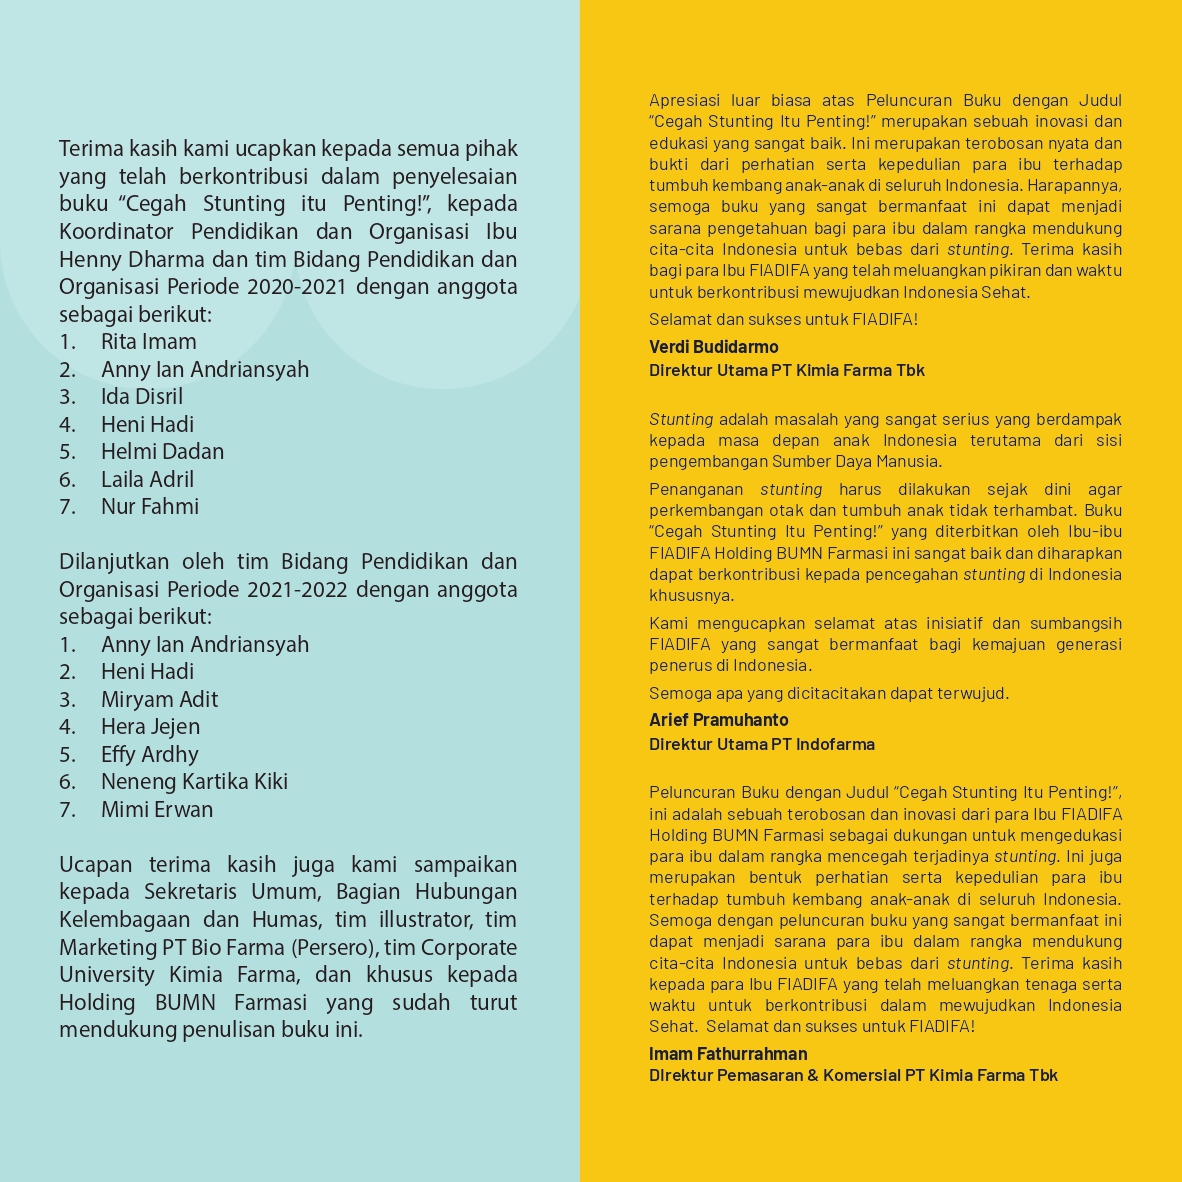 Terima kasih kami ucapkan kepada semua pihak
yang telah berkontribusi dalam penyelesaian
buku “Cegah Stunting itu Penting!”, kepada
Koordinator Pendidikan dan Organisasi Ibu
Henny Dharma dan tim Bidang Pendidikan dan
Organisasi Periode 2020-2021 dengan anggota
sebagai berikut:
1. Rita Imam
2. Anny Ian Andriansyah
3. Ida Disril
4. Heni Hadi
5. Helmi Dadan
6. Laila Adril
7. Nur Fahmi
Dilanjutkan oleh tim Bidang Pendidikan dan
Organisasi Periode 2021-2022 dengan anggota
sebagai berikut:
1. Anny Ian Andriansyah
2. Heni Hadi
3. Miryam Adit
4. Hera Jejen
5. Effy Ardhy
6. Neneng Kartika Kiki
7. Mimi Erwan
Ucapan terima kasih juga kami sampaikan
kepada Sekretaris Umum, Bagian Hubungan
Kelembagaan dan Humas, tim illustrator, tim
Marketing PT Bio Farma (Persero), tim Corporate
University Kimia Farma, dan khusus kepada
Holding BUMN Farmasi yang sudah turut
mendukung penulisan buku ini.
Apresiasi luar biasa atas Peluncuran Buku dengan Judul
“Cegah Stunting Itu Penting!” merupakan sebuah inovasi dan
edukasi yang sangat baik. Ini merupakan terobosan nyata dan
bukti dari perhatian serta kepedulian para ibu terhadap
tumbuh kembang anak-anak di seluruh Indonesia. Harapannya,
semoga buku yang sangat bermanfaat ini dapat menjadi
sarana pengetahuan bagi para ibu dalam rangka mendukung
cita-cita Indonesia untuk bebas dari stunting. Terima kasih
bagi para Ibu FIADIFA yang telah meluangkan pikiran dan waktu
untuk berkontribusi mewujudkan Indonesia Sehat.
Selamat dan sukses untuk FIADIFA!
Verdi Budidarmo
Direktur Utama PT Kimia Farma Tbk
Stunting adalah masalah yang sangat serius yang berdampak
kepada masa depan anak Indonesia terutama dari sisi
pengembangan Sumber Daya Manusia.
Penanganan stunting harus dilakukan sejak dini agar
perkembangan otak dan tumbuh anak tidak terhambat. Buku
“Cegah Stunting Itu Penting!” yang diterbitkan oleh Ibu-ibu
FIADIFA Holding BUMN Farmasi ini sangat baik dan diharapkan
dapat berkontribusi kepada pencegahan stunting di Indonesia
khususnya.
Kami mengucapkan selamat atas inisiatif dan sumbangsih
FIADIFA yang sangat bermanfaat bagi kemajuan generasi
penerus di Indonesia.
Semoga apa yang dicitacitakan dapat terwujud.
Arief Pramuhanto
Direktur Utama PT Indofarma
Peluncuran Buku dengan Judul “Cegah Stunting Itu Penting!”,
ini adalah sebuah terobosan dan inovasi dari para Ibu FIADIFA
Holding BUMN Farmasi sebagai dukungan untuk mengedukasi
para ibu dalam rangka mencegah terjadinya stunting. Ini juga
merupakan bentuk perhatian serta kepedulian para ibu
terhadap tumbuh kembang anak-anak di seluruh Indonesia.
Semoga dengan peluncuran buku yang sangat bermanfaat ini
dapat menjadi sarana para ibu dalam rangka mendukung
cita-cita Indonesia untuk bebas dari stunting. Terima kasih
kepada para Ibu FIADIFA yang telah meluangkan tenaga serta
waktu untuk berkontribusi dalam mewujudkan Indonesia
Sehat. Selamat dan sukses untuk FIADIFA!
Imam Fathurrahman
Direktur Pemasaran & Komersial PT Kimia Farma Tbk